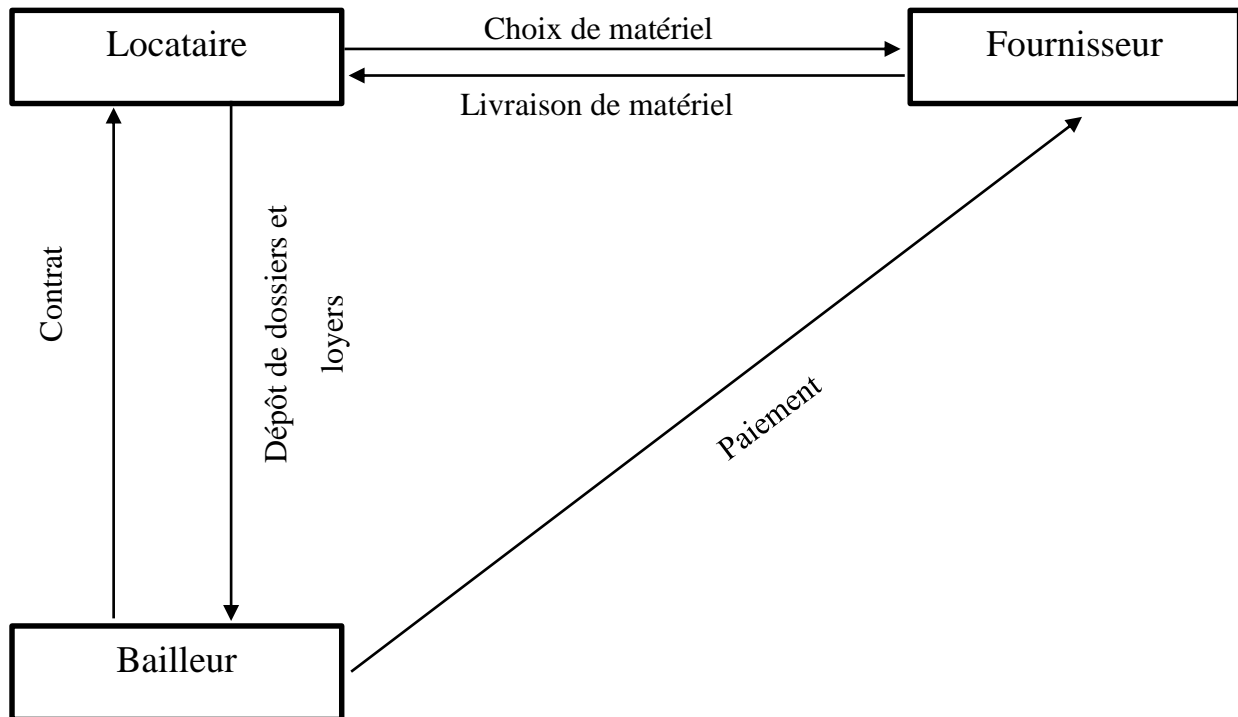 Locataire
Choix de matériel
Fournisseur
Livraison de matériel
Contrat
Dépôt de dossiers et
loyers
Paiement
Bailleur